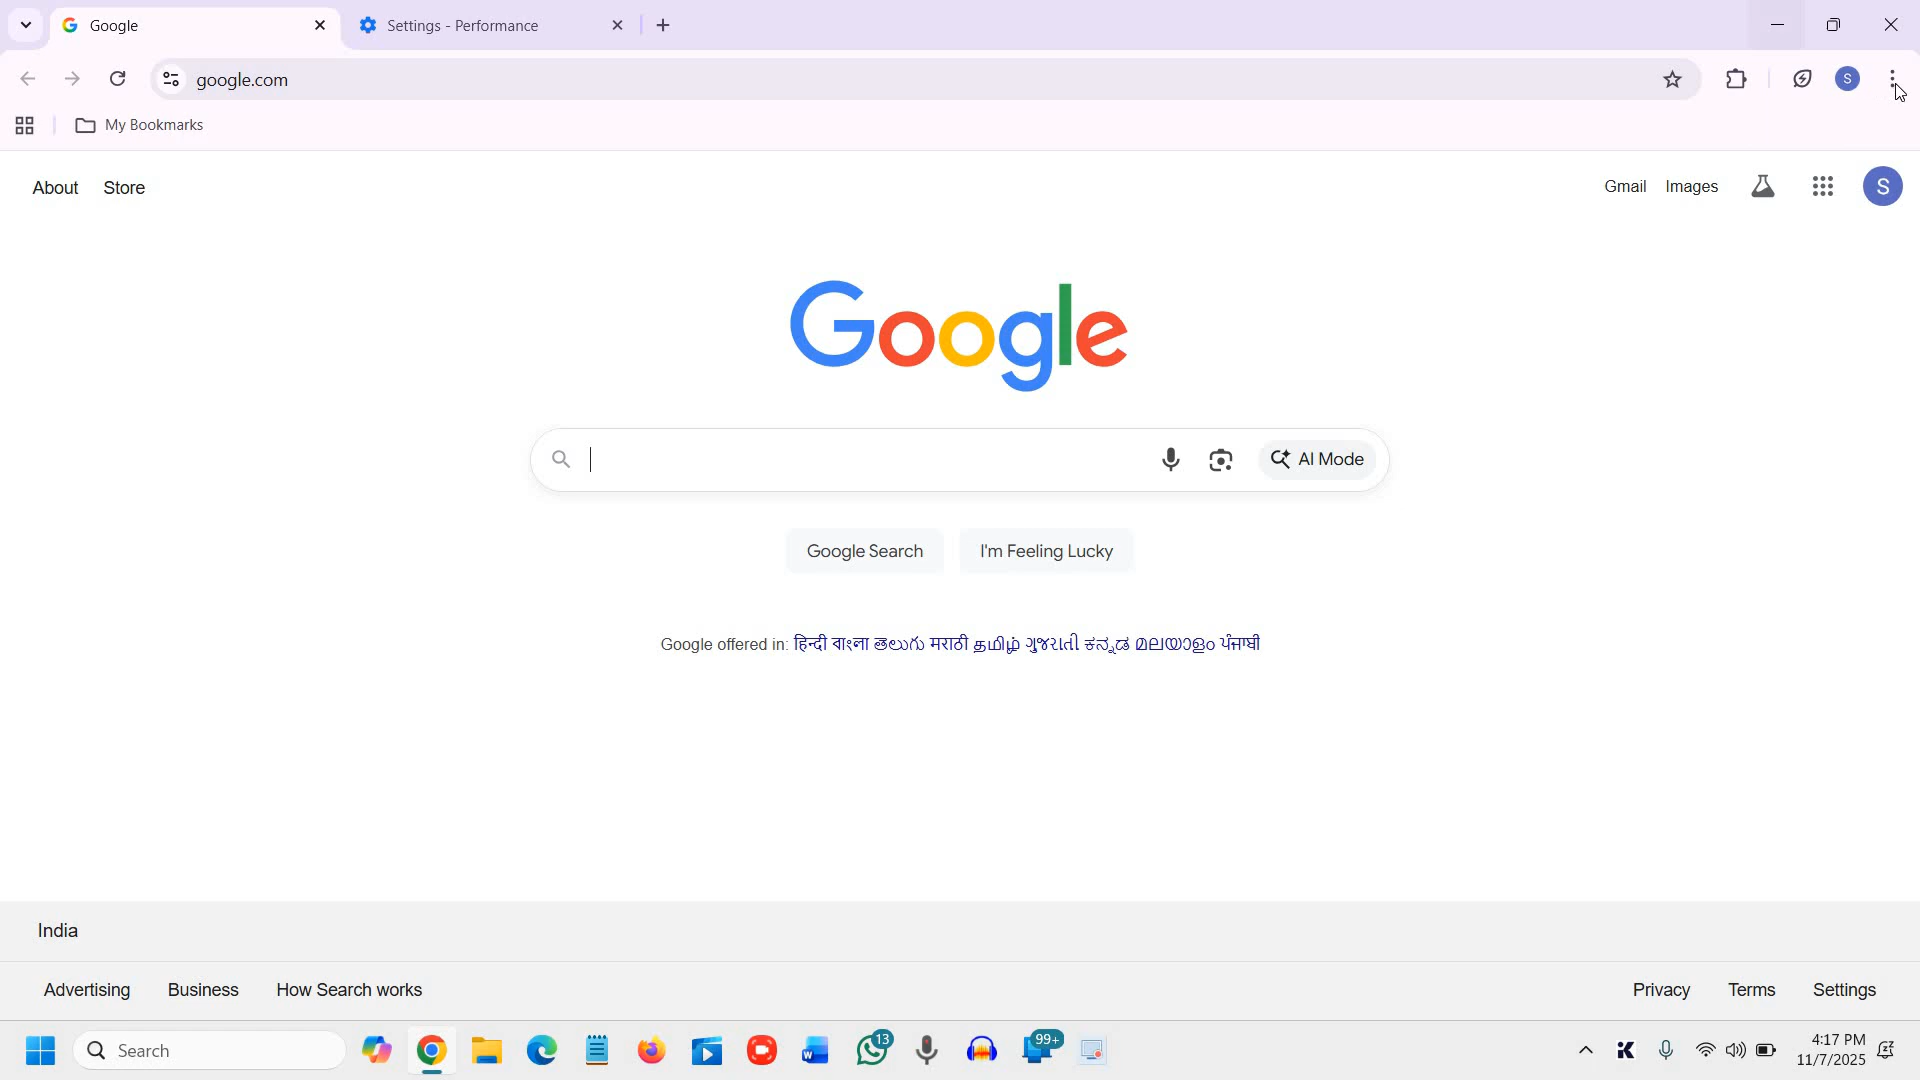 Google
Settings - Performance
google.com
S
My Bookmarks
About Store
Gmail Images S
Google
AI Mode
Google Search I'm Feeling Lucky
Google offered in: हिन्दी বাংলা తెలుగు मराठी தமிழ் ગુજરાતી ಕನ್ನಡ മലയാളം ਪੰਜਾਬੀ
India
Advertising Business How Search works Privacy Terms Settings
Search W 13 99+ K 4:17 PM
11/7/2025